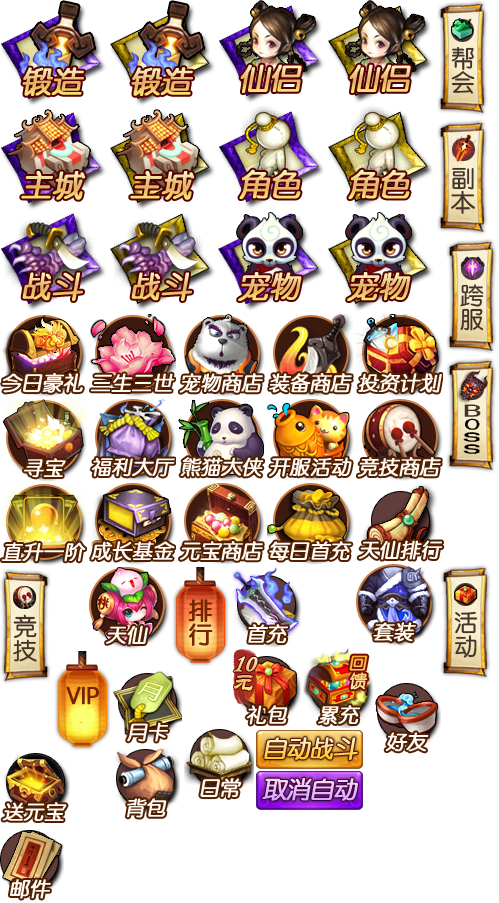 锻造
锻造
仙侣
仙侣
帮会
主城
主城
角色
角色
副本
战斗
战斗
宠物
宠物
跨服
今日豪礼
三生三世
宠物商店
装备商店
投资计划
BOSS
寻宝
福利大厅
熊猫大侠
开服活动
竞技商店
直升一阶
成长基金
元宝商店
每日首充
天仙排行
竞技
天仙
排行
首充
套装
活动
VIP
月
月卡
10元
礼包
回馈
累充
好友
自动战斗
取消自动
送元宝
背包
日常
邮件